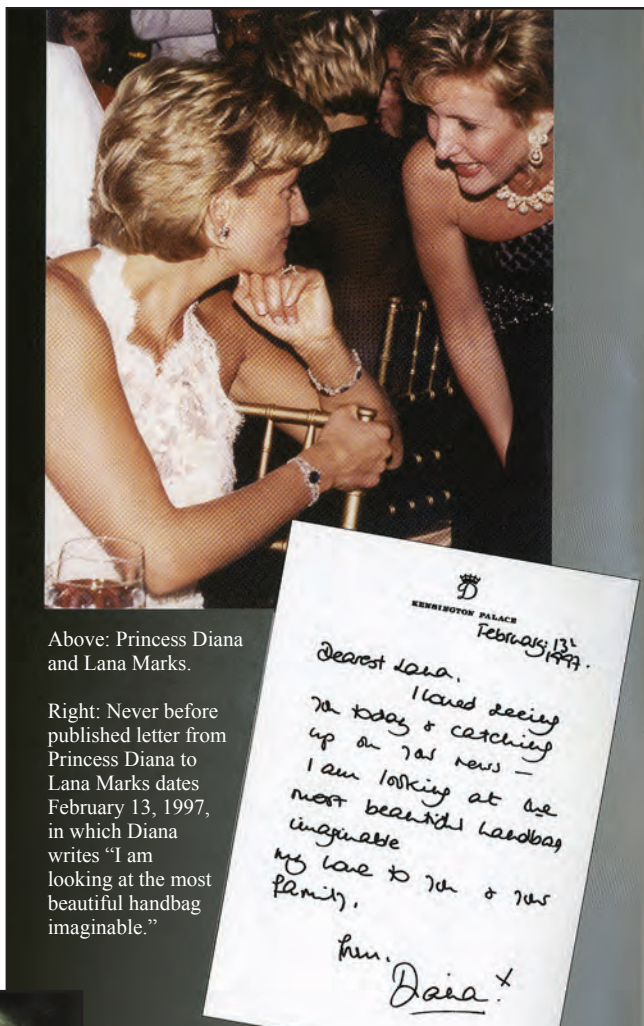 Above: Princess Diana
and Lana Marks.
Right: Never before
published letter from
Princess Diana to
Lana Marks dates
February 13, 1997,
in which Diana
writes “I am
looking at the most
beautiful handbag
imaginable.”
D
KENSINGTON PALACE
February: 13th
1997.
Dearest Lana,
I loved seeing
you today & catching
up on your news –
I am looking at the
most beautiful handbag
imaginable
my love to you & your
family,
from,
Diana. x